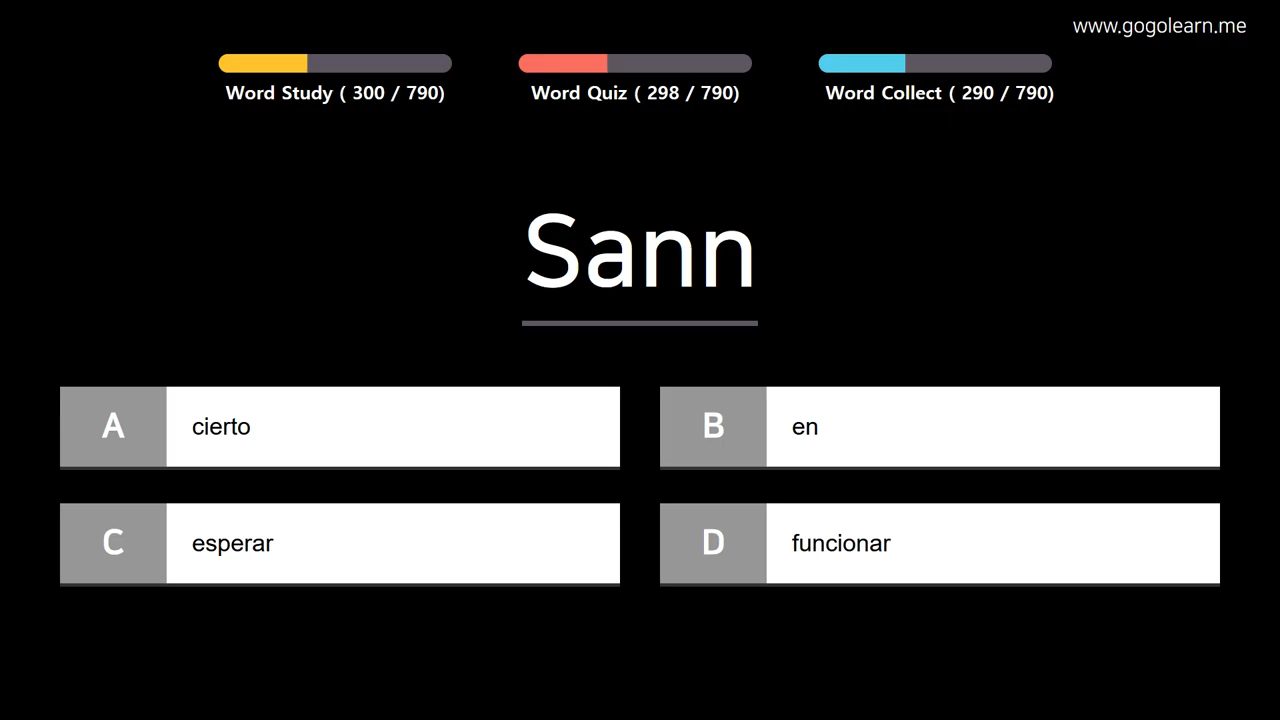 www.gogolearn.me
Word Study ( 300 / 790)
Word Quiz ( 298 / 790)
Word Collect ( 290 / 790)
Sann
A cierto
B en
C esperar
D funcionar